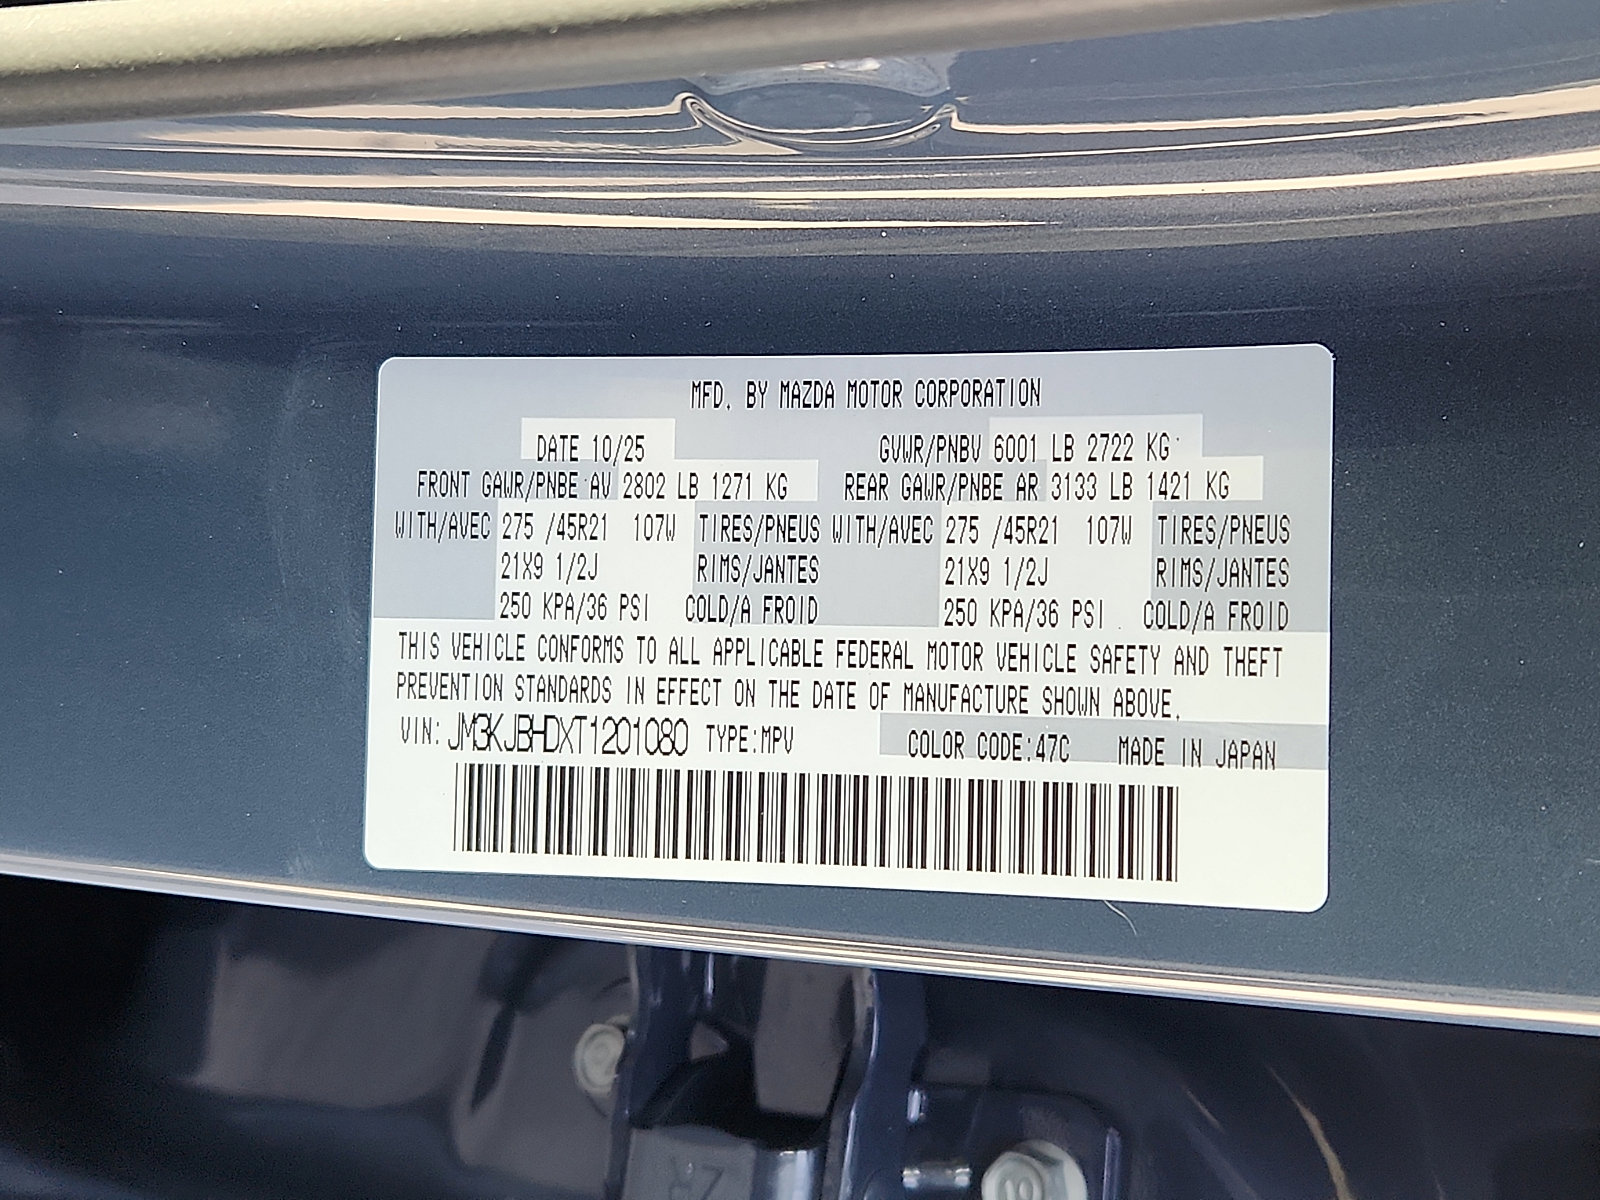 MFD. BY MAZDA MOTOR CORPORATION
DATE 10/25 GVWR/PNBV 6001 LB 2722 KG
FRONT GAWR/PNBE AV 2802 LB 1271 KG REAR GAWR/PNBE AR 3133 LB 1421 KG
WITH/AVEC 275 /45R21 107W TIRES/PNEUS WITH/AVEC 275 /45R21 107W TIRES/PNEUS
21X9 1/2J RIMS/JANTES 21X9 1/2J RIMS/JANTES
250 KPA/36 PSI COLD/A FROID 250 KPA/36 PSI COLD/A FROID
THIS VEHICLE CONFORMS TO ALL APPLICABLE FEDERAL MOTOR VEHICLE SAFETY AND THEFT
PREVENTION STANDARDS IN EFFECT ON THE DATE OF MANUFACTURE SHOWN ABOVE.
VIN: JM3KJBHDXT1201080 TYPE:MPV COLOR CODE:47C MADE IN JAPAN